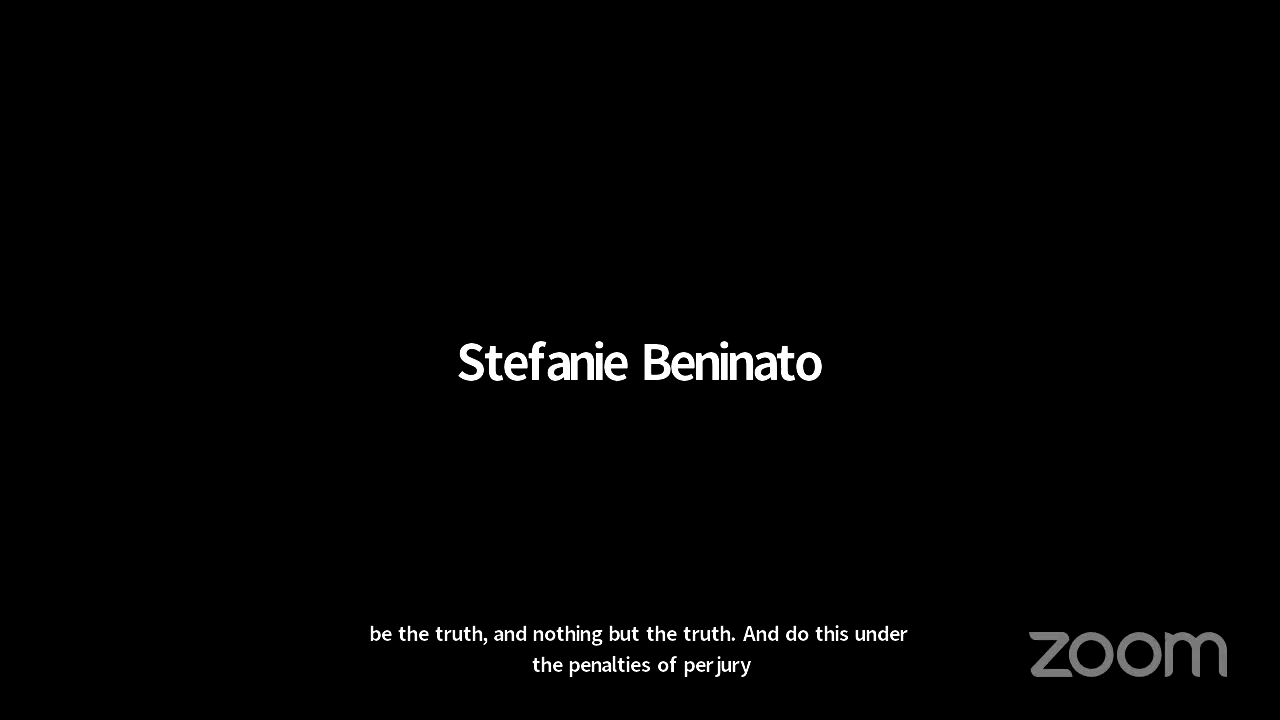 Stefanie Beninato
be the truth, and nothing but the truth. And do this under
the penalties of perjury
zoom